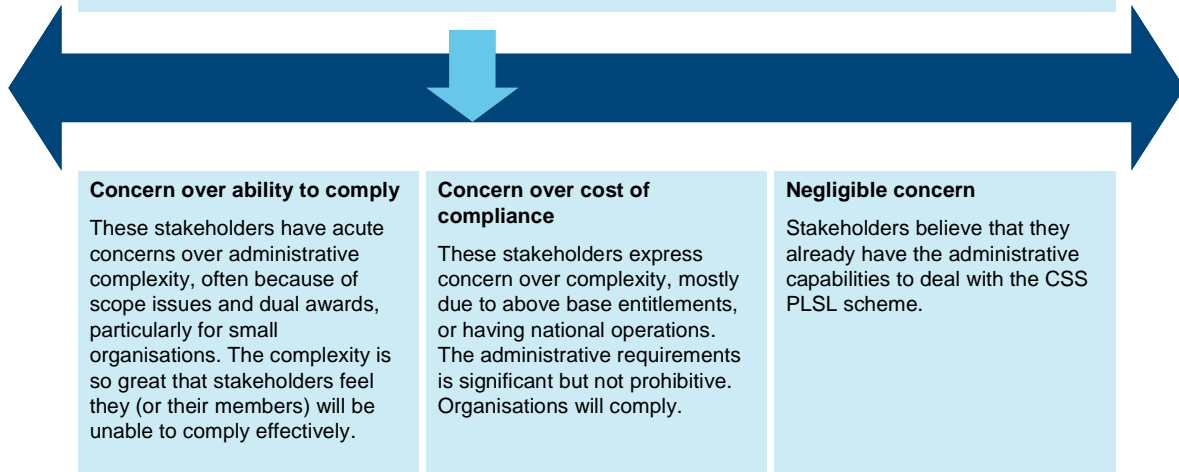 Concern over ability to comply
These stakeholders have acute
concerns over administrative
complexity, often because of
scope issues and dual awards,
particularly for small
organisations. The complexity is
so great that stakeholders feel
they (or their members) will be
unable to comply effectively.
Concern over cost of
compliance
These stakeholders express
concern over complexity, mostly
due to above base entitlements,
or having national operations.
The administrative requirements
is significant but not prohibitive.
Organisations will comply.
Negligible concern
Stakeholders believe that they
already have the administrative
capabilities to deal with the CSS
PLSL scheme.